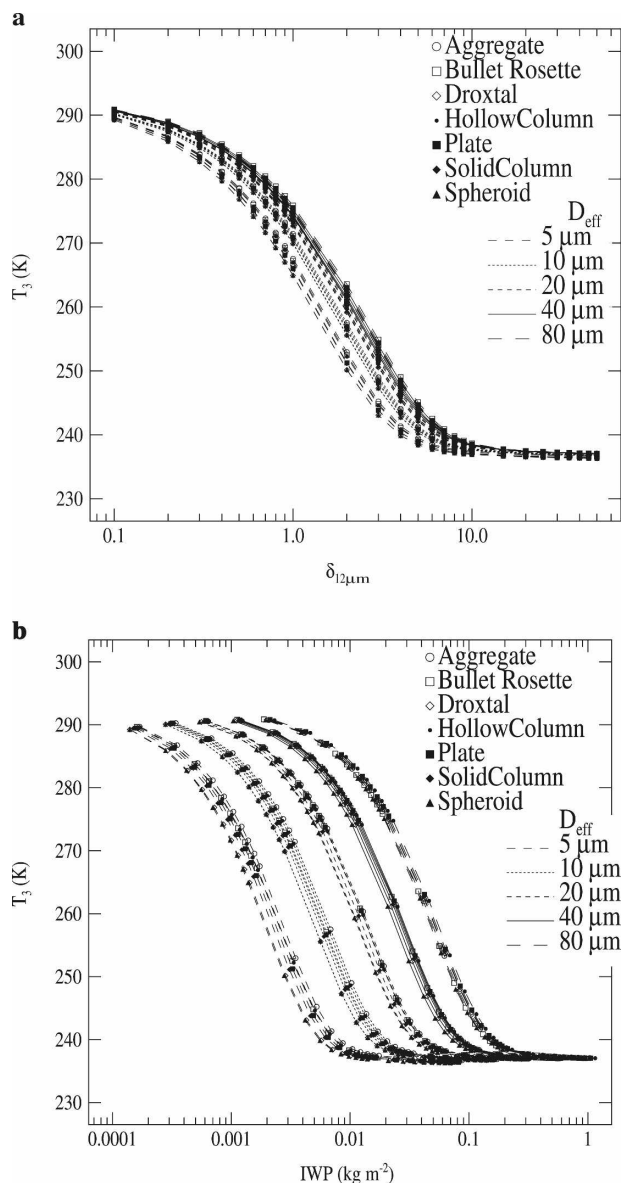 a
300
290
280
270
260
250
240
230
T₃ (K)
Aggregate
Bullet Rosette
Droxtal
HollowColumn
Plate
SolidColumn
Spheroid
D_eff
5 μm
10 μm
20 μm
40 μm
80 μm
0.1 1.0 10.0
δ₁₂μm
b
300
290
280
270
260
250
240
230
T₃ (K)
Aggregate
Bullet Rosette
Droxtal
HollowColumn
Plate
SolidColumn
Spheroid
D_eff
5 μm
10 μm
20 μm
40 μm
80 μm
0.0001 0.001 0.01 0.1 1
IWP (kg m⁻²)